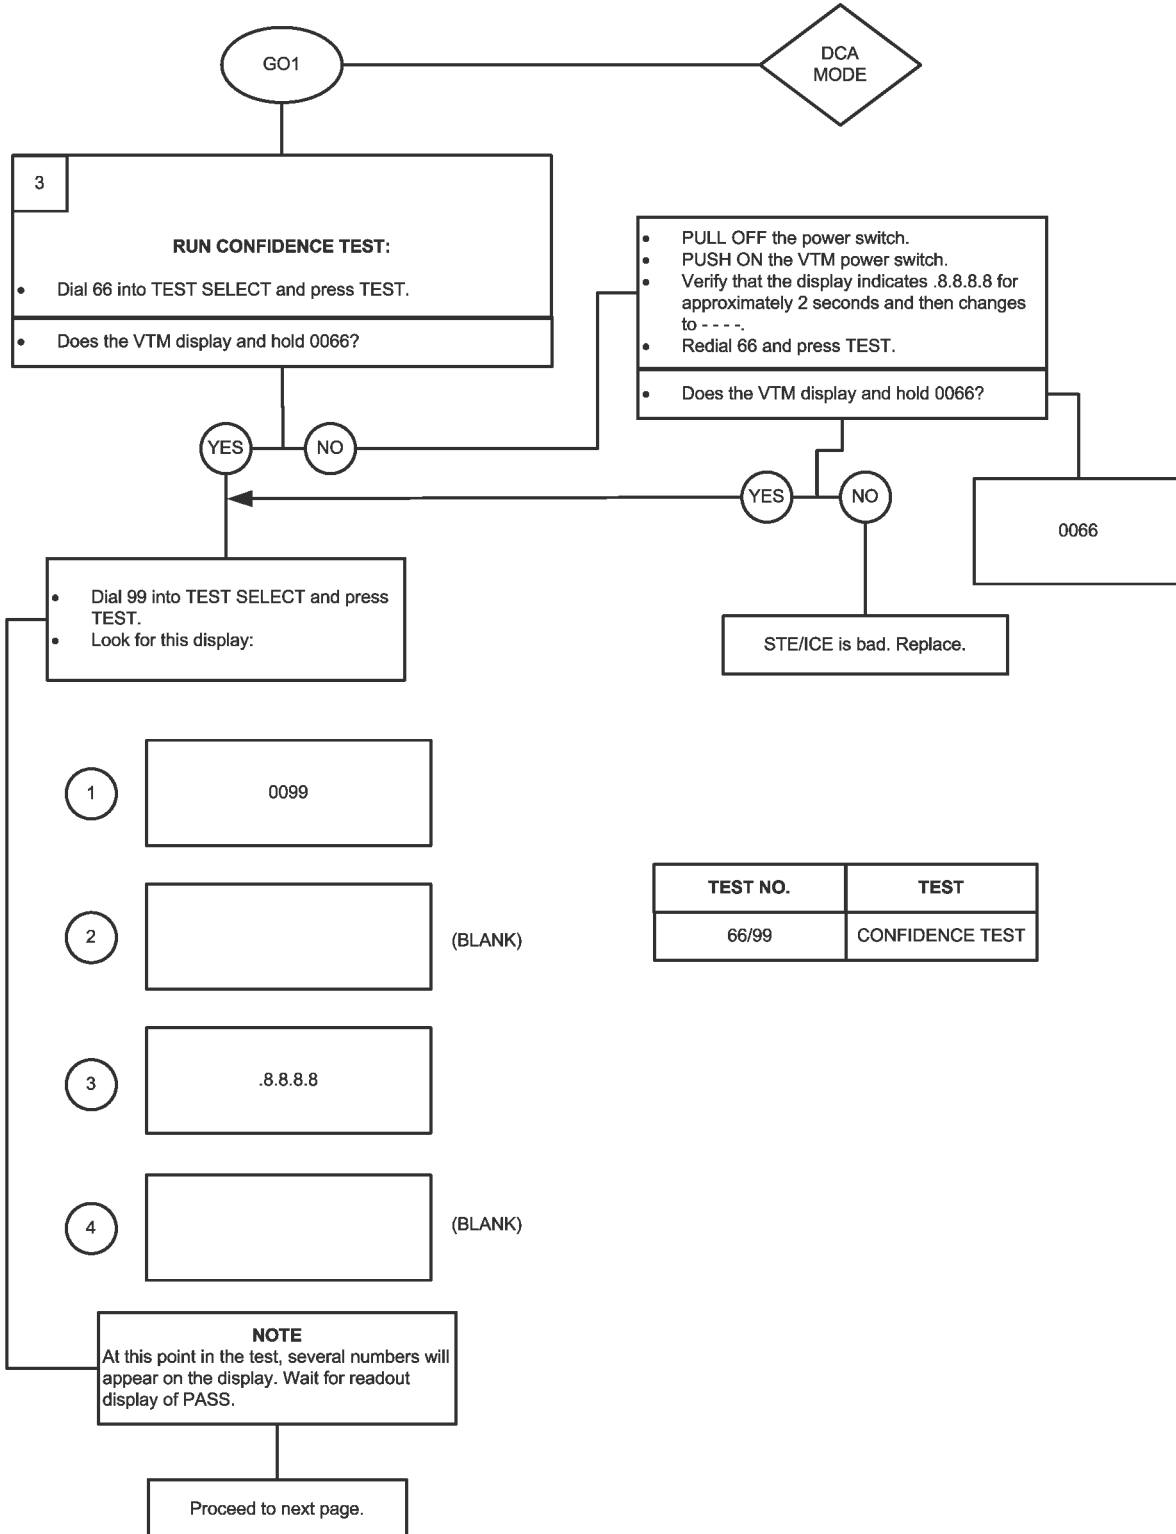 GO1
DCA
MODE
3
RUN CONFIDENCE TEST:
• Dial 66 into TEST SELECT and press TEST.
• Does the VTM display and hold 0066?
YES
NO
• PULL OFF the power switch.
• PUSH ON the VTM power switch.
• Verify that the display indicates .8.8.8.8 for
approximately 2 seconds and then changes
to - - - -.
• Redial 66 and press TEST.
• Does the VTM display and hold 0066?
YES
NO
0066
STE/ICE is bad. Replace.
• Dial 99 into TEST SELECT and press
TEST.
• Look for this display:
1
0099
2
(BLANK)
3
.8.8.8.8
4
(BLANK)
TEST NO. TEST
66/99 CONFIDENCE TEST
NOTE
At this point in the test, several numbers will
appear on the display. Wait for readout
display of PASS.
Proceed to next page.